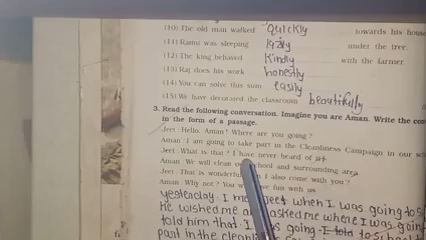 (10) The old man walked quickly towards his house
(11) Ramu was sleeping lazily under the tree.
(12) The king behaved kindly with the farmer.
(13) Raj does his work honestly
(14) You can solve this sum easily
(15) We have decorated the classroom beautifully
3. Read the following conversation. Imagine you are Aman. Write the
in the form of a passage.
Jeet : Hello, Aman! Where are you going?
Aman : I am going to take part in the Cleanliness Campaign in our
Jeet : What is that? I have never heard of it
Aman : We will clean our school and surrounding area
Jeet : That is wonderful I also come with you?
Aman : Why not? You fun with us
yesterday I Jeet when I was going to
He wished me asked me where I was going
told him that I going to
part in the